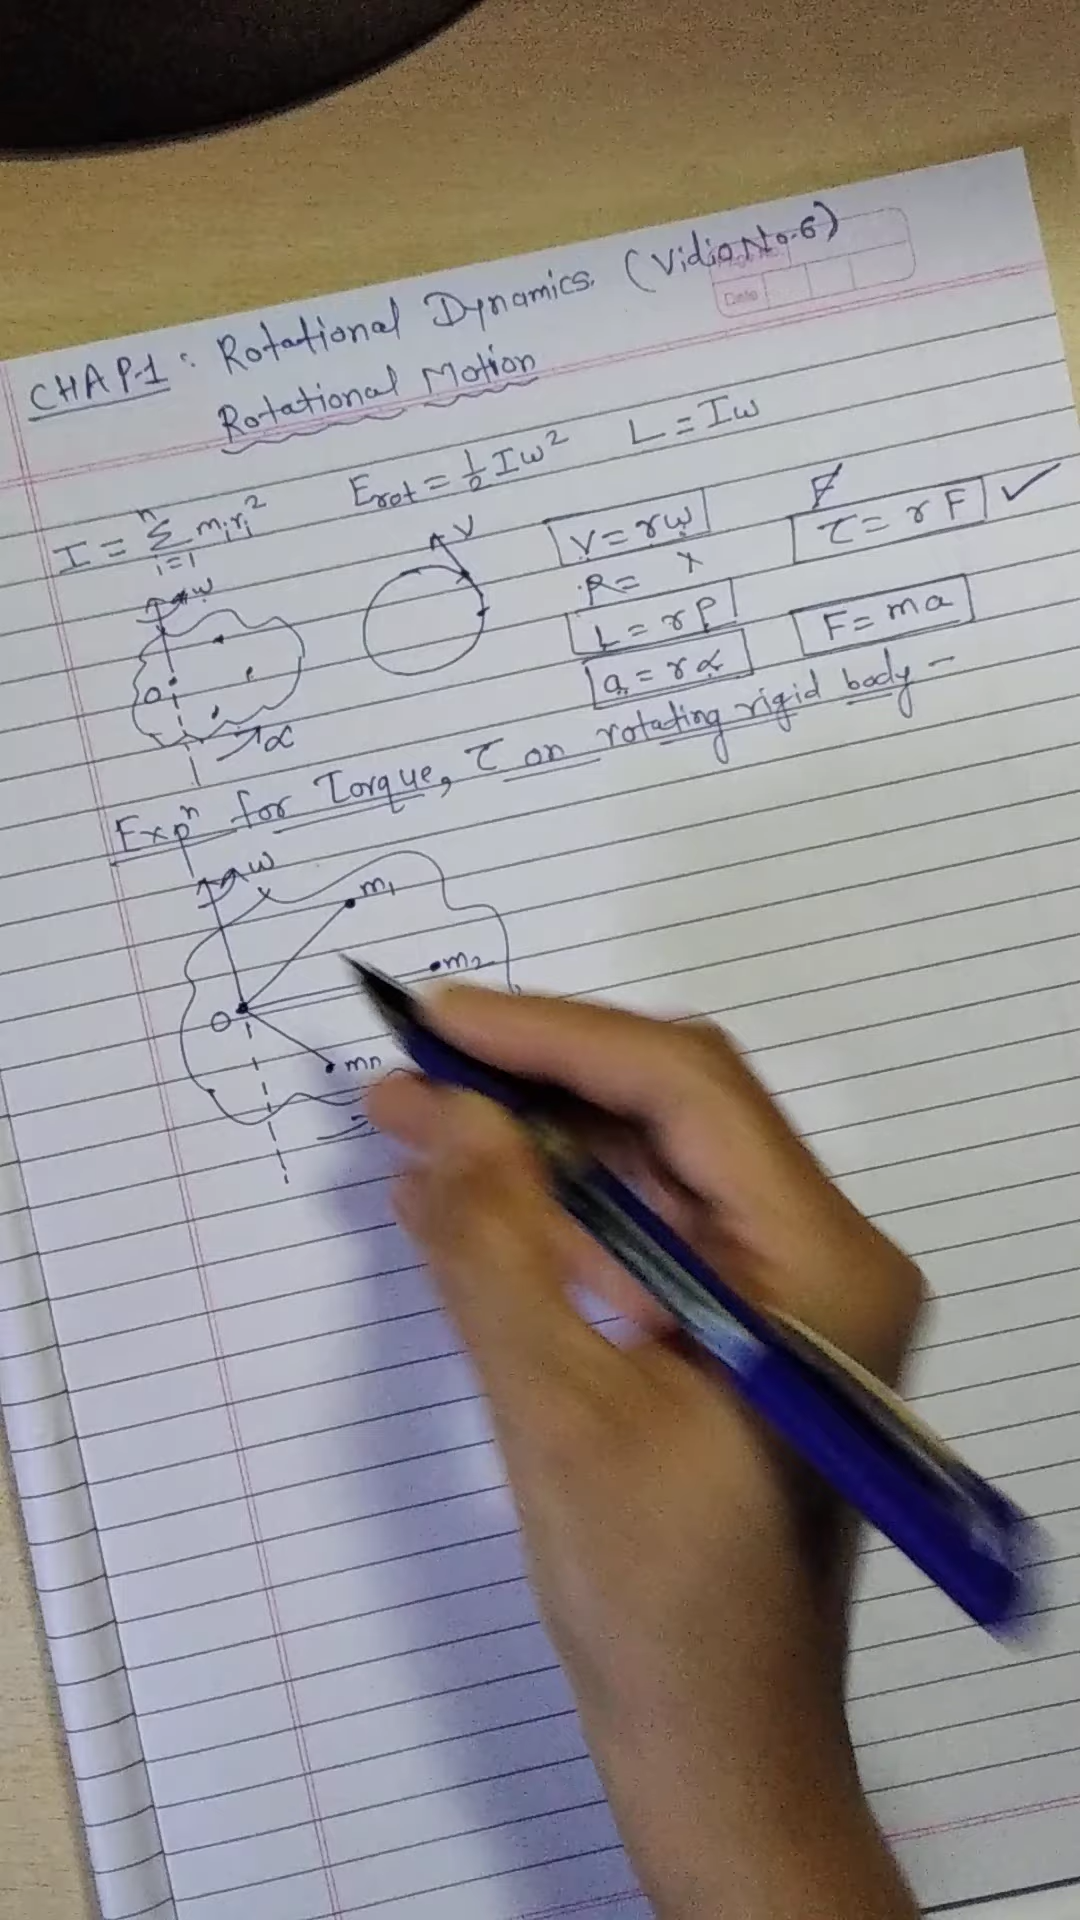 CHAP-1 : Rotational Dynamics. (Vidio No.6)
Date
Rotational Motion
I = Σ mᵢrᵢ² Erot = ½ Iω² L = Iω
n
i=1
V = rω
F
τ = rF ✓
ω
V
R = x
L = rp
F = ma
a = rα
O
α
Expⁿ for Torque, τ on rotating rigid body -
ω
m₁
m₂
O
mn